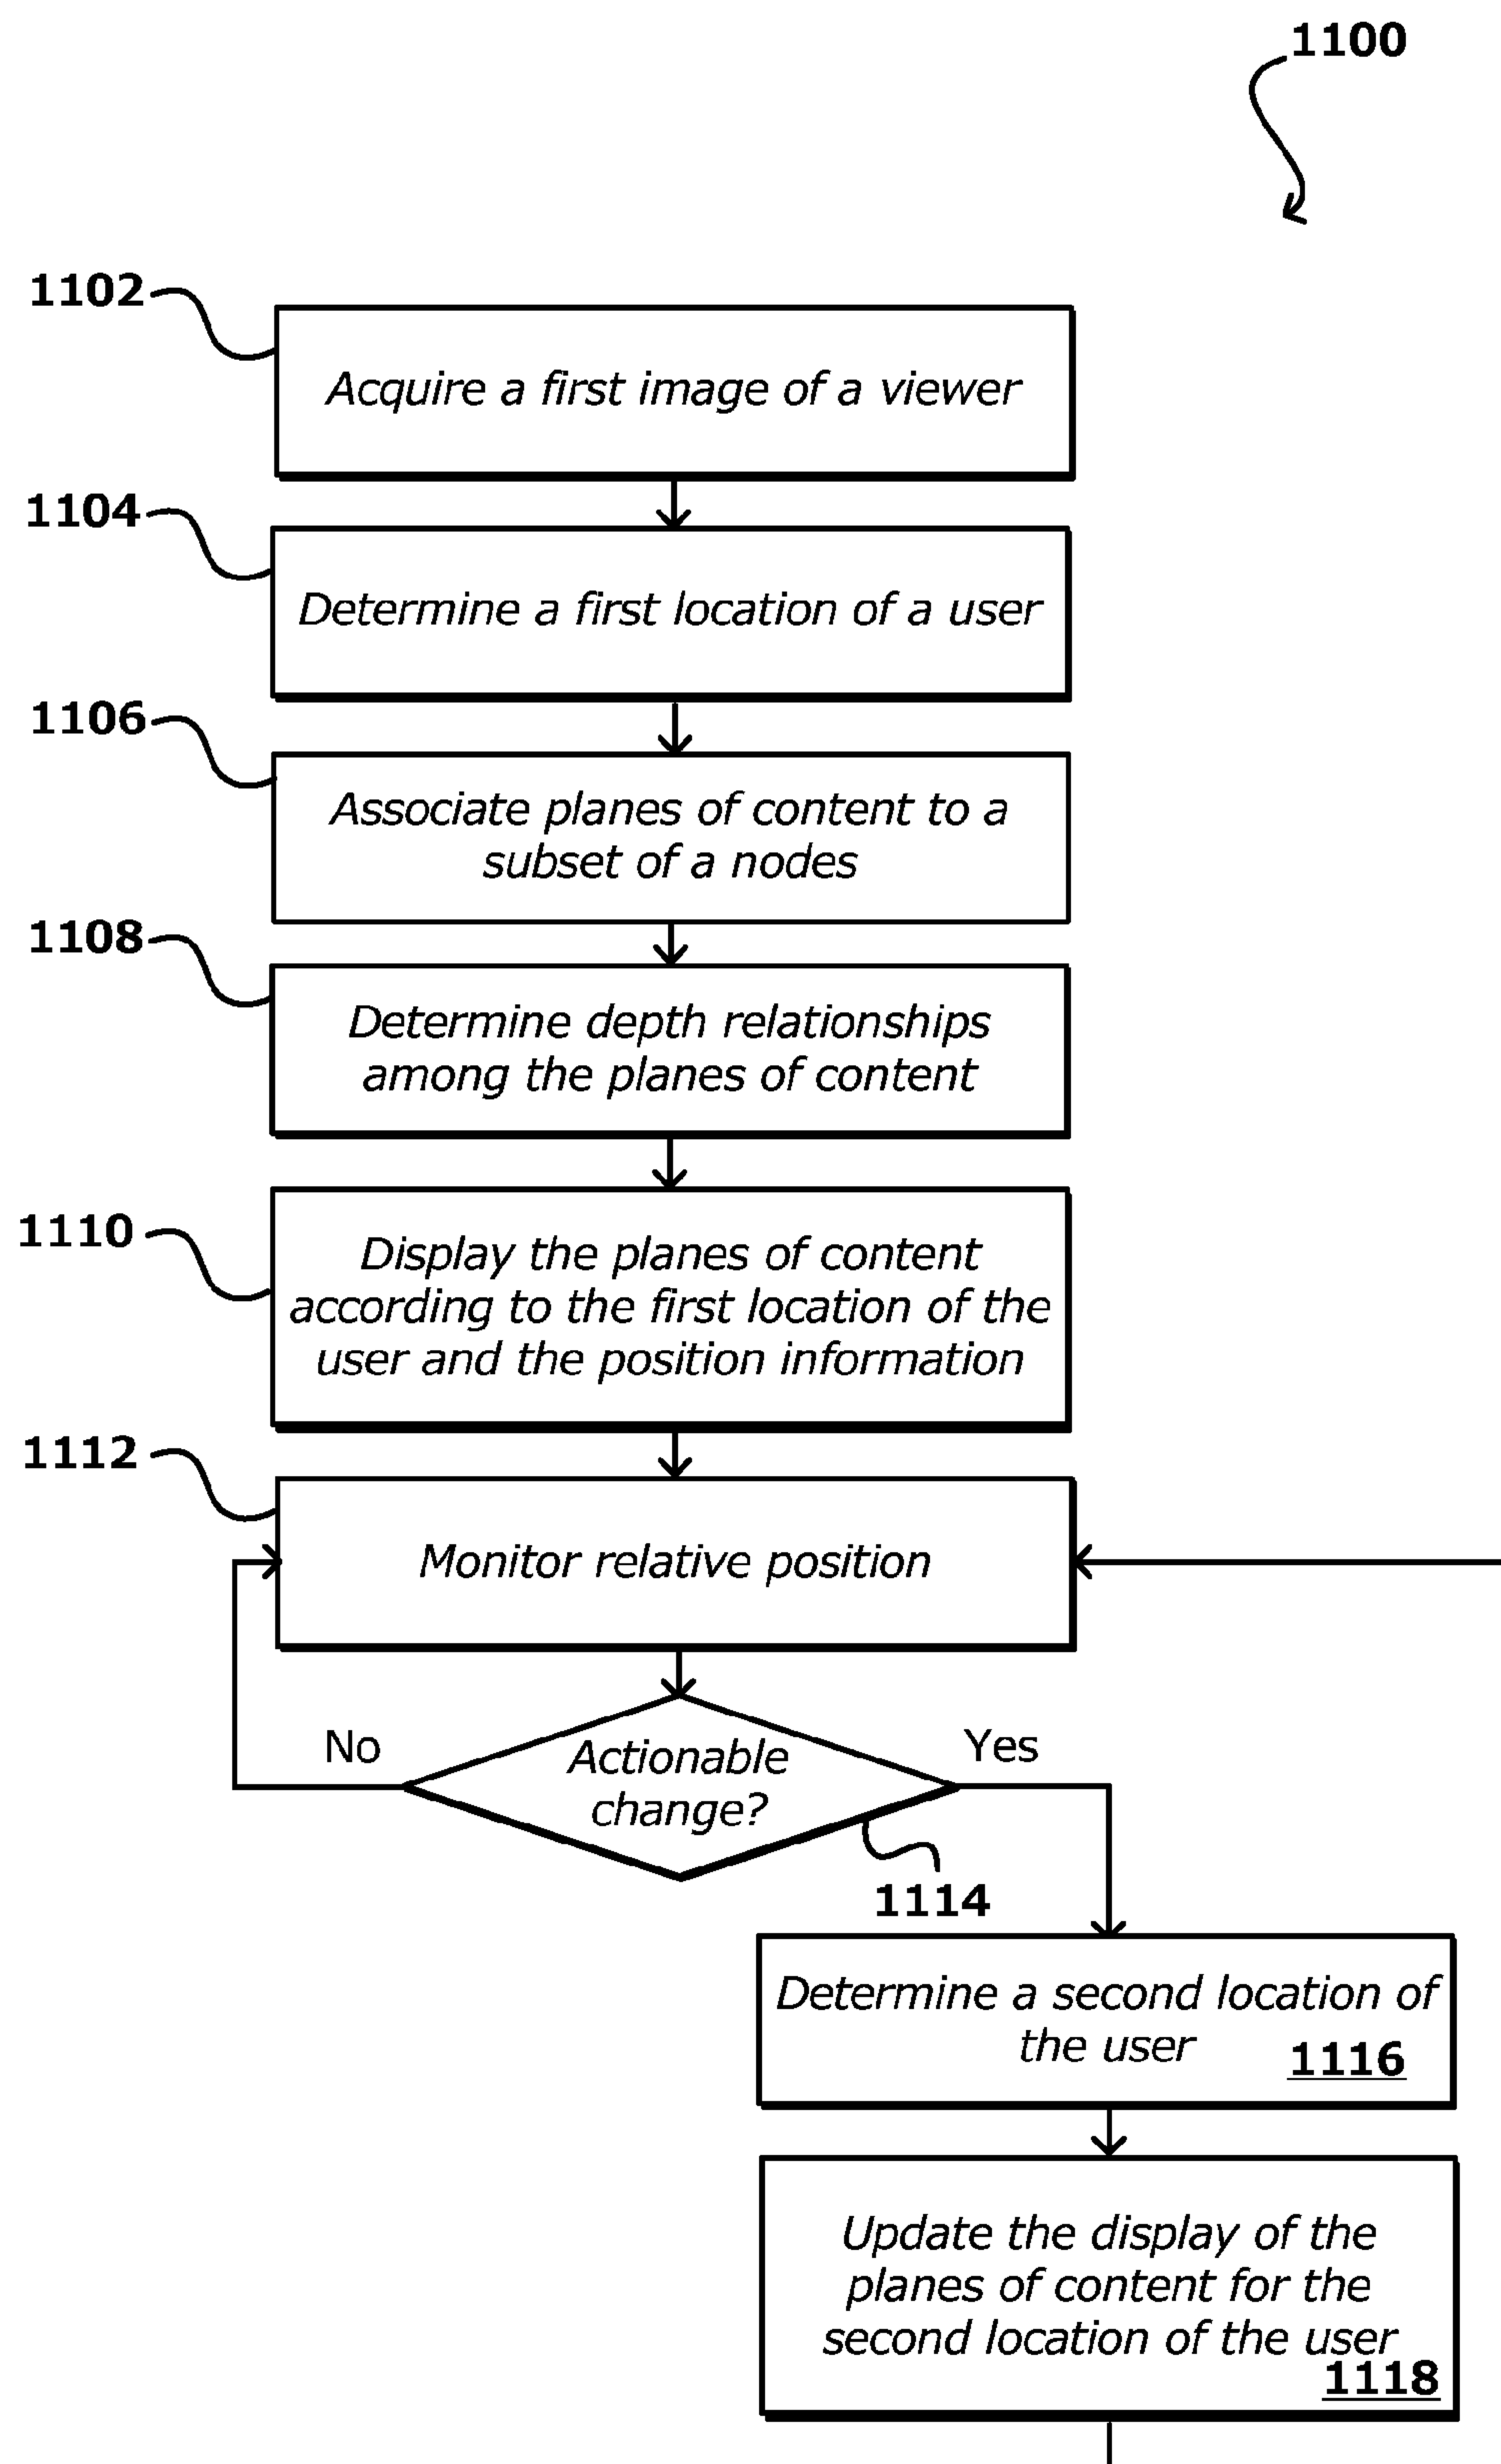 1100
1102
Acquire a first image of a viewer
1104
Determine a first location of a user
1106
Associate planes of content to a
subset of a nodes
1108
Determine depth relationships
among the planes of content
1110
Display the planes of content
according to the first location of the
user and the position information
1112
Monitor relative position
No
Actionable
change?
Yes
1114
Determine a second location of
the user
1116
Update the display of the
planes of content for the
second location of the user
1118